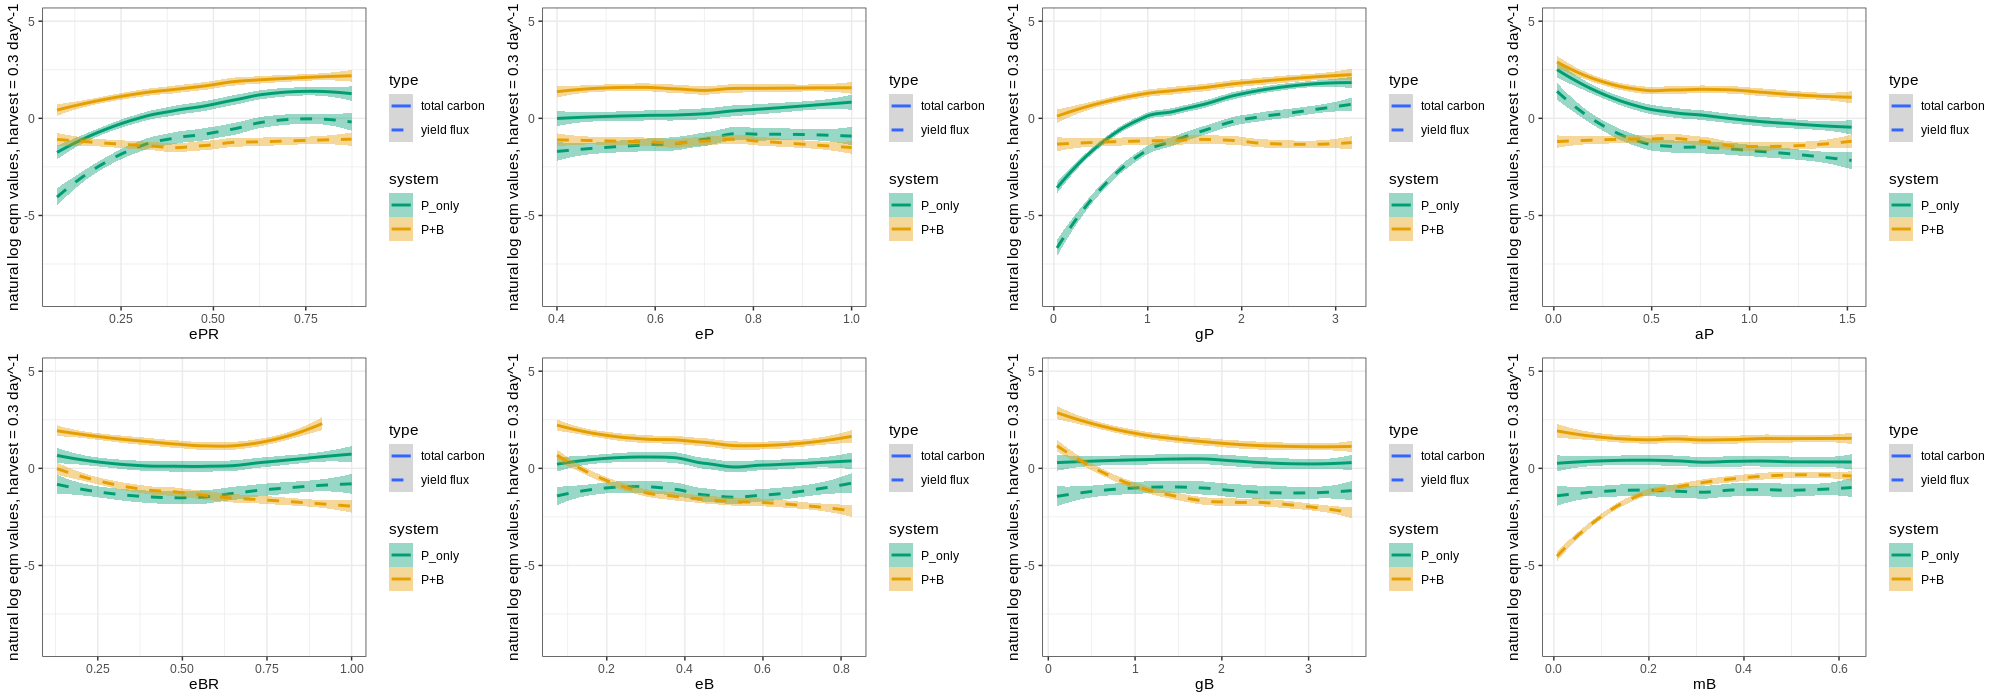 natural log eqm values, harvest = 0.3 day^-1
5
0
-5
0.25 0.50 0.75
ePR
type
total carbon
yield flux
system
P_only
P+B
natural log eqm values, harvest = 0.3 day^-1
5
0
-5
0.4 0.6 0.8 1.0
eP
type
total carbon
yield flux
system
P_only
P+B
natural log eqm values, harvest = 0.3 day^-1
5
0
-5
0 1 2 3
gP
type
total carbon
yield flux
system
P_only
P+B
natural log eqm values, harvest = 0.3 day^-1
5
0
-5
0.0 0.5 1.0 1.5
aP
type
total carbon
yield flux
system
P_only
P+B
natural log eqm values, harvest = 0.3 day^-1
5
0
-5
0.25 0.50 0.75 1.00
eBR
type
total carbon
yield flux
system
P_only
P+B
natural log eqm values, harvest = 0.3 day^-1
5
0
-5
0.2 0.4 0.6 0.8
eB
type
total carbon
yield flux
system
P_only
P+B
natural log eqm values, harvest = 0.3 day^-1
5
0
-5
0 1 2 3
gB
type
total carbon
yield flux
system
P_only
P+B
natural log eqm values, harvest = 0.3 day^-1
5
0
-5
0.0 0.2 0.4 0.6
mB
type
total carbon
yield flux
system
P_only
P+B